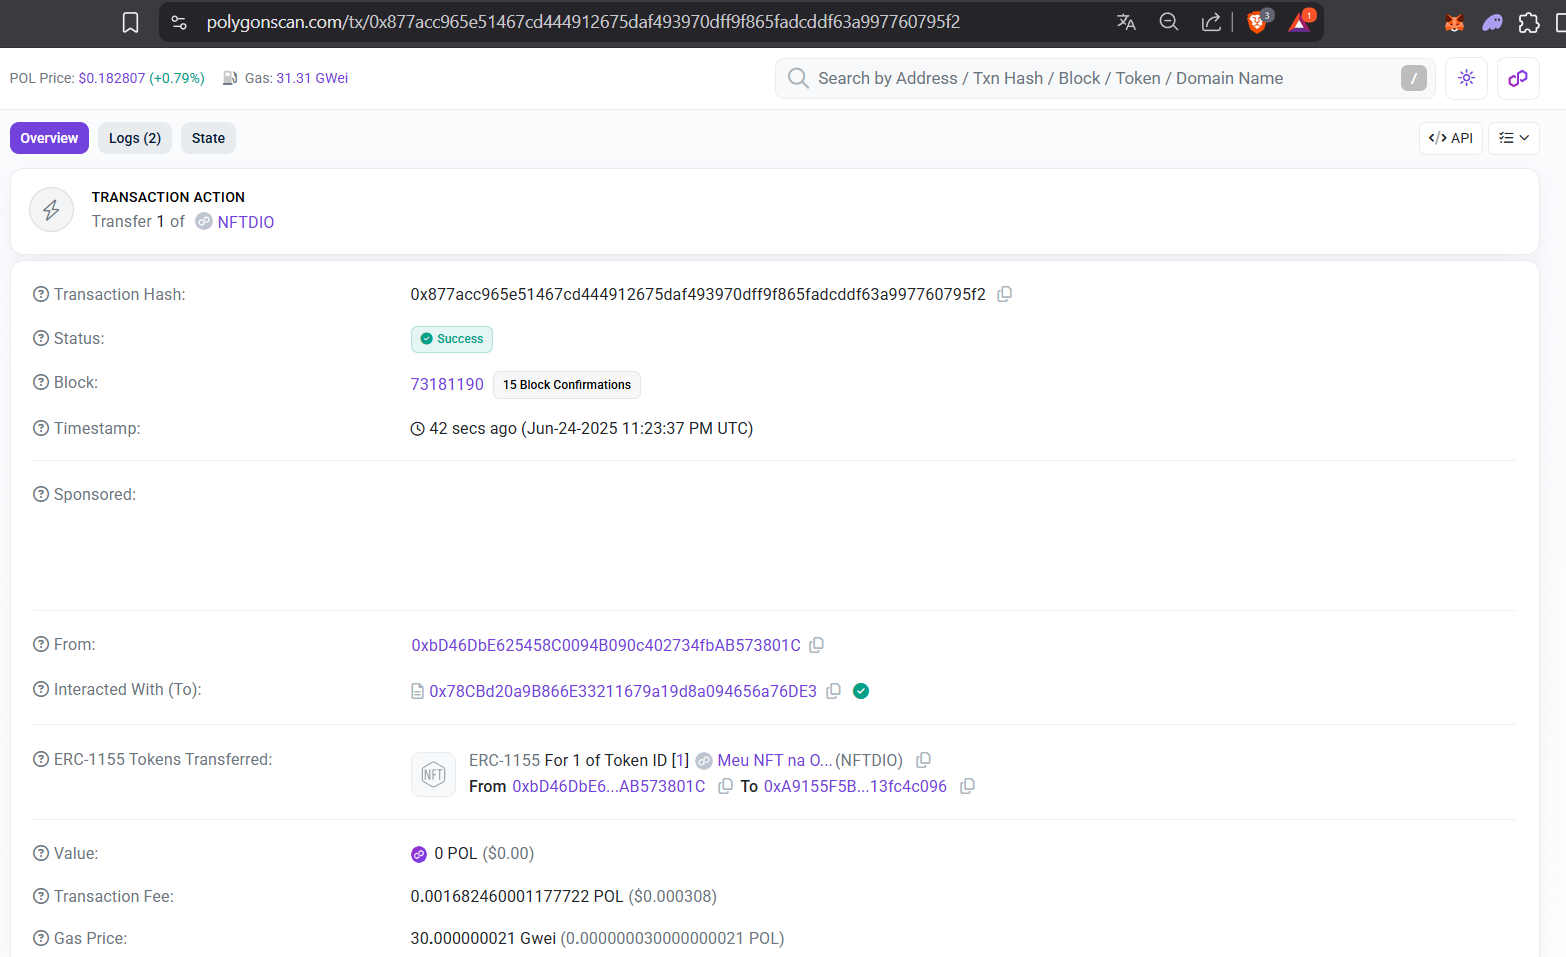 polygonscan.com/tx/0x877acc965e51467cd444912675daf493970dff9f865fadcddf63a997760795f2
3
1
POL Price: $0.182807 (+0.79%) Gas: 31.31 GWei
Search by Address / Txn Hash / Block / Token / Domain Name
/
Overview
Logs (2)
State
API
TRANSACTION ACTION
Transfer 1 of NFTDIO
Transaction Hash:
0x877acc965e51467cd444912675daf493970dff9f865fadcddf63a997760795f2
Status:
Success
Block:
73181190 15 Block Confirmations
Timestamp:
42 secs ago (Jun-24-2025 11:23:37 PM UTC)
Sponsored:
From:
0xbD46DbE625458C0094B090c402734fbAB573801C
Interacted With (To):
0x78CBd20a9B866E33211679a19d8a094656a76DE3
ERC-1155 Tokens Transferred:
NFT
ERC-1155 For 1 of Token ID [1] Meu NFT na O... (NFTDIO)
From 0xbD46DbE6...AB573801C To 0xA9155F5B...13fc4c096
Value:
0 POL ($0.00)
Transaction Fee:
0.001682460001177722 POL ($0.000308)
Gas Price:
30.000000021 Gwei (0.000000030000000021 POL)